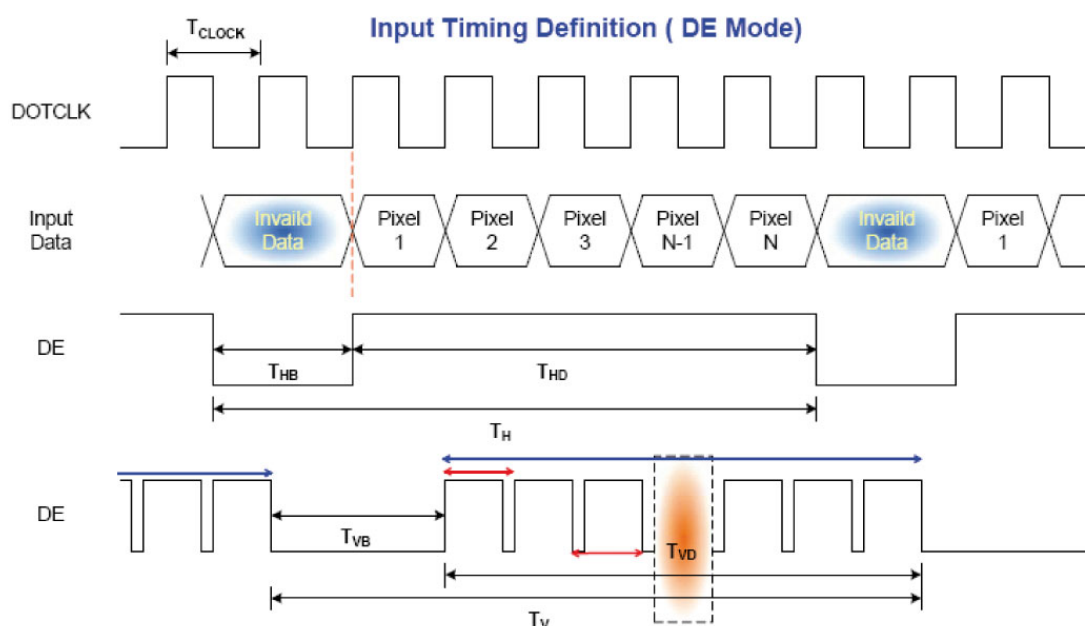 Input Timing Definition ( DE Mode)
TCLOCK
DOTCLK
Input
Data
Invaild
Data
Pixel
1
Pixel
2
Pixel
3
Pixel
N-1
Pixel
N
Invaild
Data
Pixel
1
DE
THB
THD
TH
DE
TVB
TVD
TV